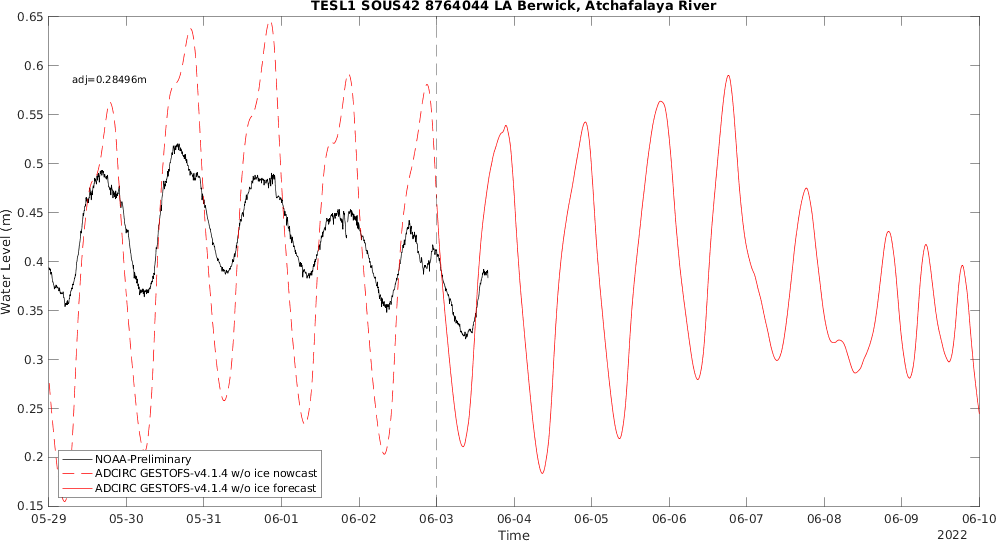 TESL1 SOUS42 8764044 LA Berwick, Atchafalaya River
0.65
0.6
0.55
0.5
0.45
0.4
0.35
0.3
0.25
0.2
0.15
Water Level (m)
adj=0.28496m
NOAA-Preliminary
ADCIRC GESTOFS-v4.1.4 w/o ice nowcast
ADCIRC GESTOFS-v4.1.4 w/o ice forecast
05-29 05-30 05-31 06-01 06-02 06-03 06-04 06-05 06-06 06-07 06-08 06-09 06-10
Time
2022